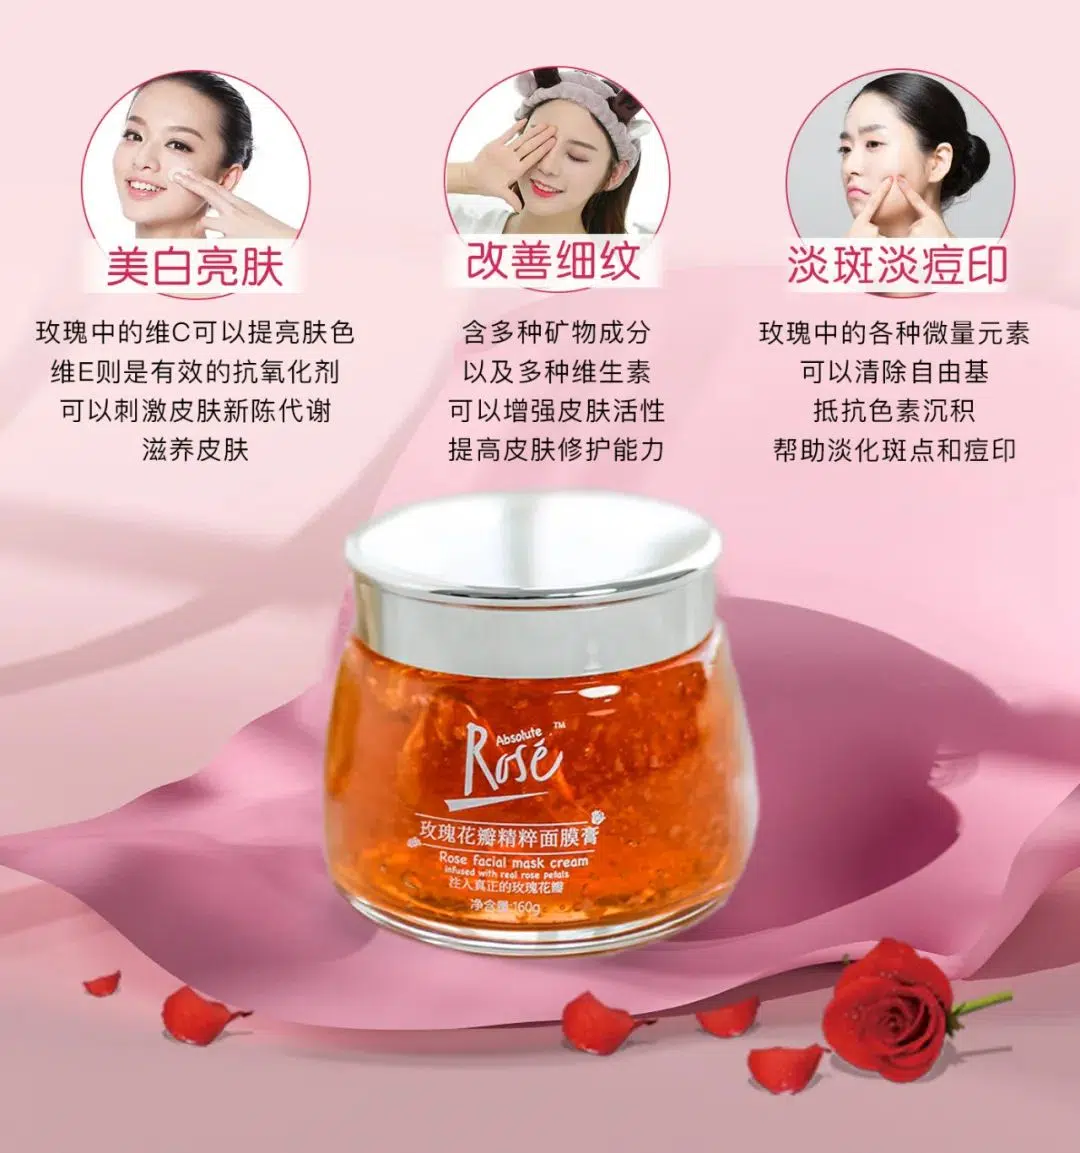 美白亮肤
玫瑰中的维C可以提亮肤色
维E则是有效的抗氧化剂
可以刺激皮肤新陈代谢
滋养皮肤
改善细纹
含多种矿物成分
以及多种维生素
可以增强皮肤活性
提高皮肤修护能力
淡斑淡痘印
玫瑰中的各种微量元素
可以清除自由基
抵抗色素沉积
帮助淡化斑点和痘印
Absolute™
Rosé
玫瑰花瓣精粹面膜膏
Rose facial mask cream
infused with real rose petals
注入真正的玫瑰花瓣
净含量:160g